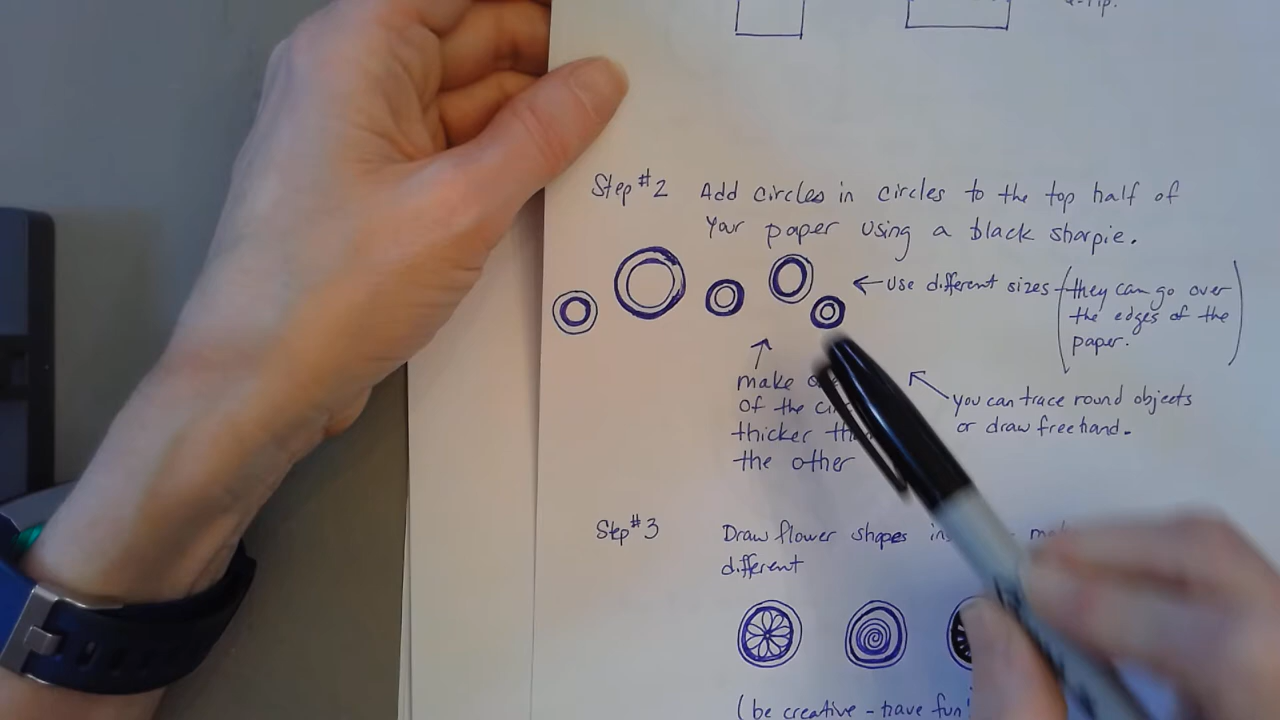 Q-Tip.
Step #2 Add circles in circles to the top half of
your paper using a black sharpie.
← Use different sizes (they can go over
the edges of the
paper.)
make
of the
thicker
the other
you can trace round objects
or draw freehand.
Step #3 Draw flower shapes
different
(be creative - have fun!